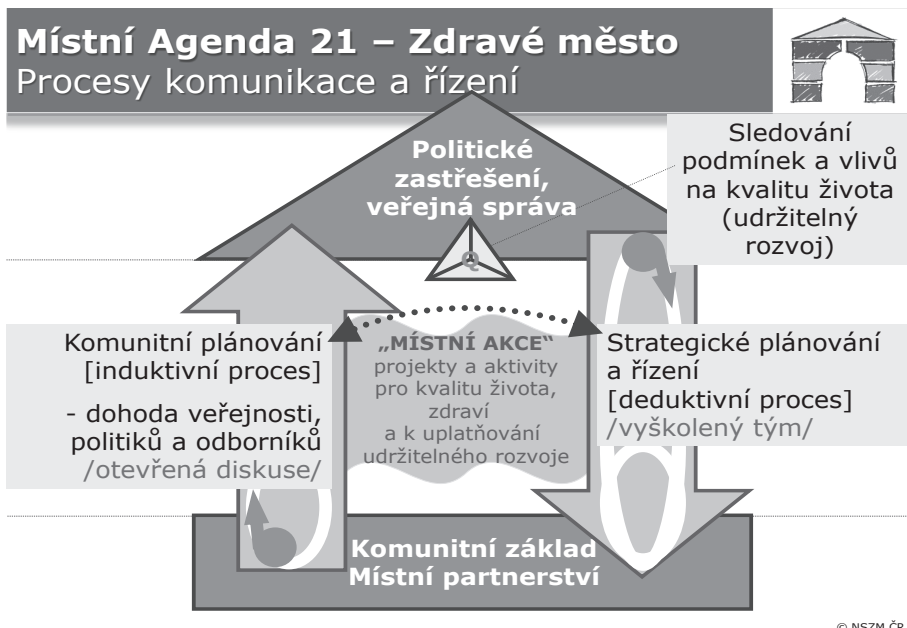 Místní Agenda 21 – Zdravé město
Procesy komunikace a řízení
Politické
zastřešení,
veřejná správa
Q
Sledování
podmínek a vlivů
na kvalitu života
(udržitelný
rozvoj)
Komunitní plánování
[induktivní proces]
- dohoda veřejnosti,
politiků a odborníků
/otevřená diskuse/
„MÍSTNÍ AKCE“
projekty a aktivity
pro kvalitu života,
zdraví
a k uplatňování
udržitelného rozvoje
Strategické plánování
a řízení
[deduktivní proces]
/vyškolený tým/
Komunitní základ
Místní partnerství
© NSZM ČR